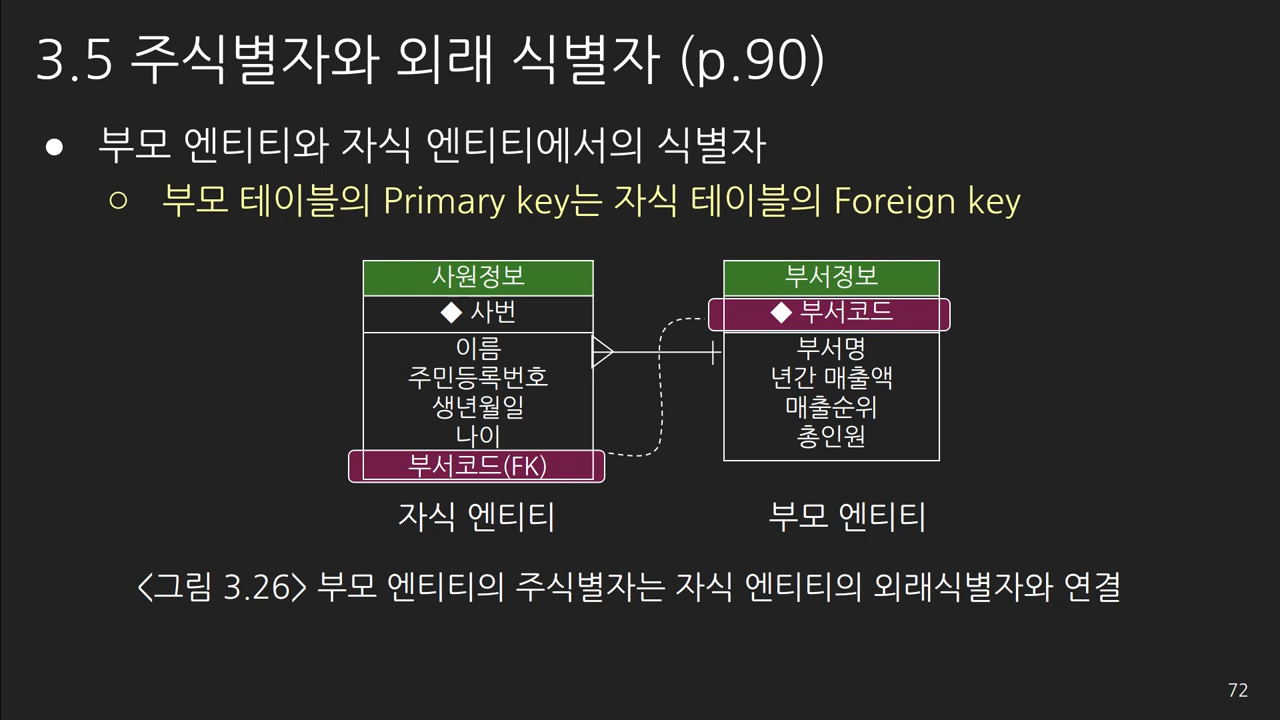 3.5 주식별자와 외래 식별자 (p.90)
● 부모 엔티티와 자식 엔티티에서의 식별자
○ 부모 테이블의 Primary key는 자식 테이블의 Foreign key
사원정보
◆ 사번
이름
주민등록번호
생년월일
나이
부서코드(FK)
자식 엔티티
부서정보
◆ 부서코드
부서명
년간 매출액
매출순위
총인원
부모 엔티티
<그림 3.26> 부모 엔티티의 주식별자는 자식 엔티티의 외래식별자와 연결
72